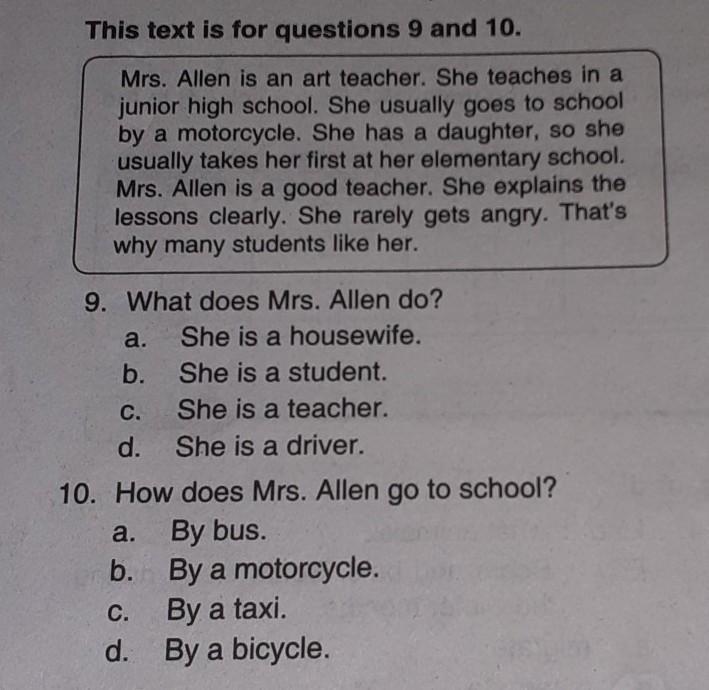 This text is for questions 9 and 10.
Mrs. Allen is an art teacher. She teaches in a
junior high school. She usually goes to school
by a motorcycle. She has a daughter, so she
usually takes her first at her elementary school.
Mrs. Allen is a good teacher. She explains the
lessons clearly. She rarely gets angry. That's
why many students like her.
9. What does Mrs. Allen do?
a. She is a housewife.
b. She is a student.
c. She is a teacher.
d. She is a driver.
10. How does Mrs. Allen go to school?
a. By bus.
b. By a motorcycle.
c. By a taxi.
d. By a bicycle.